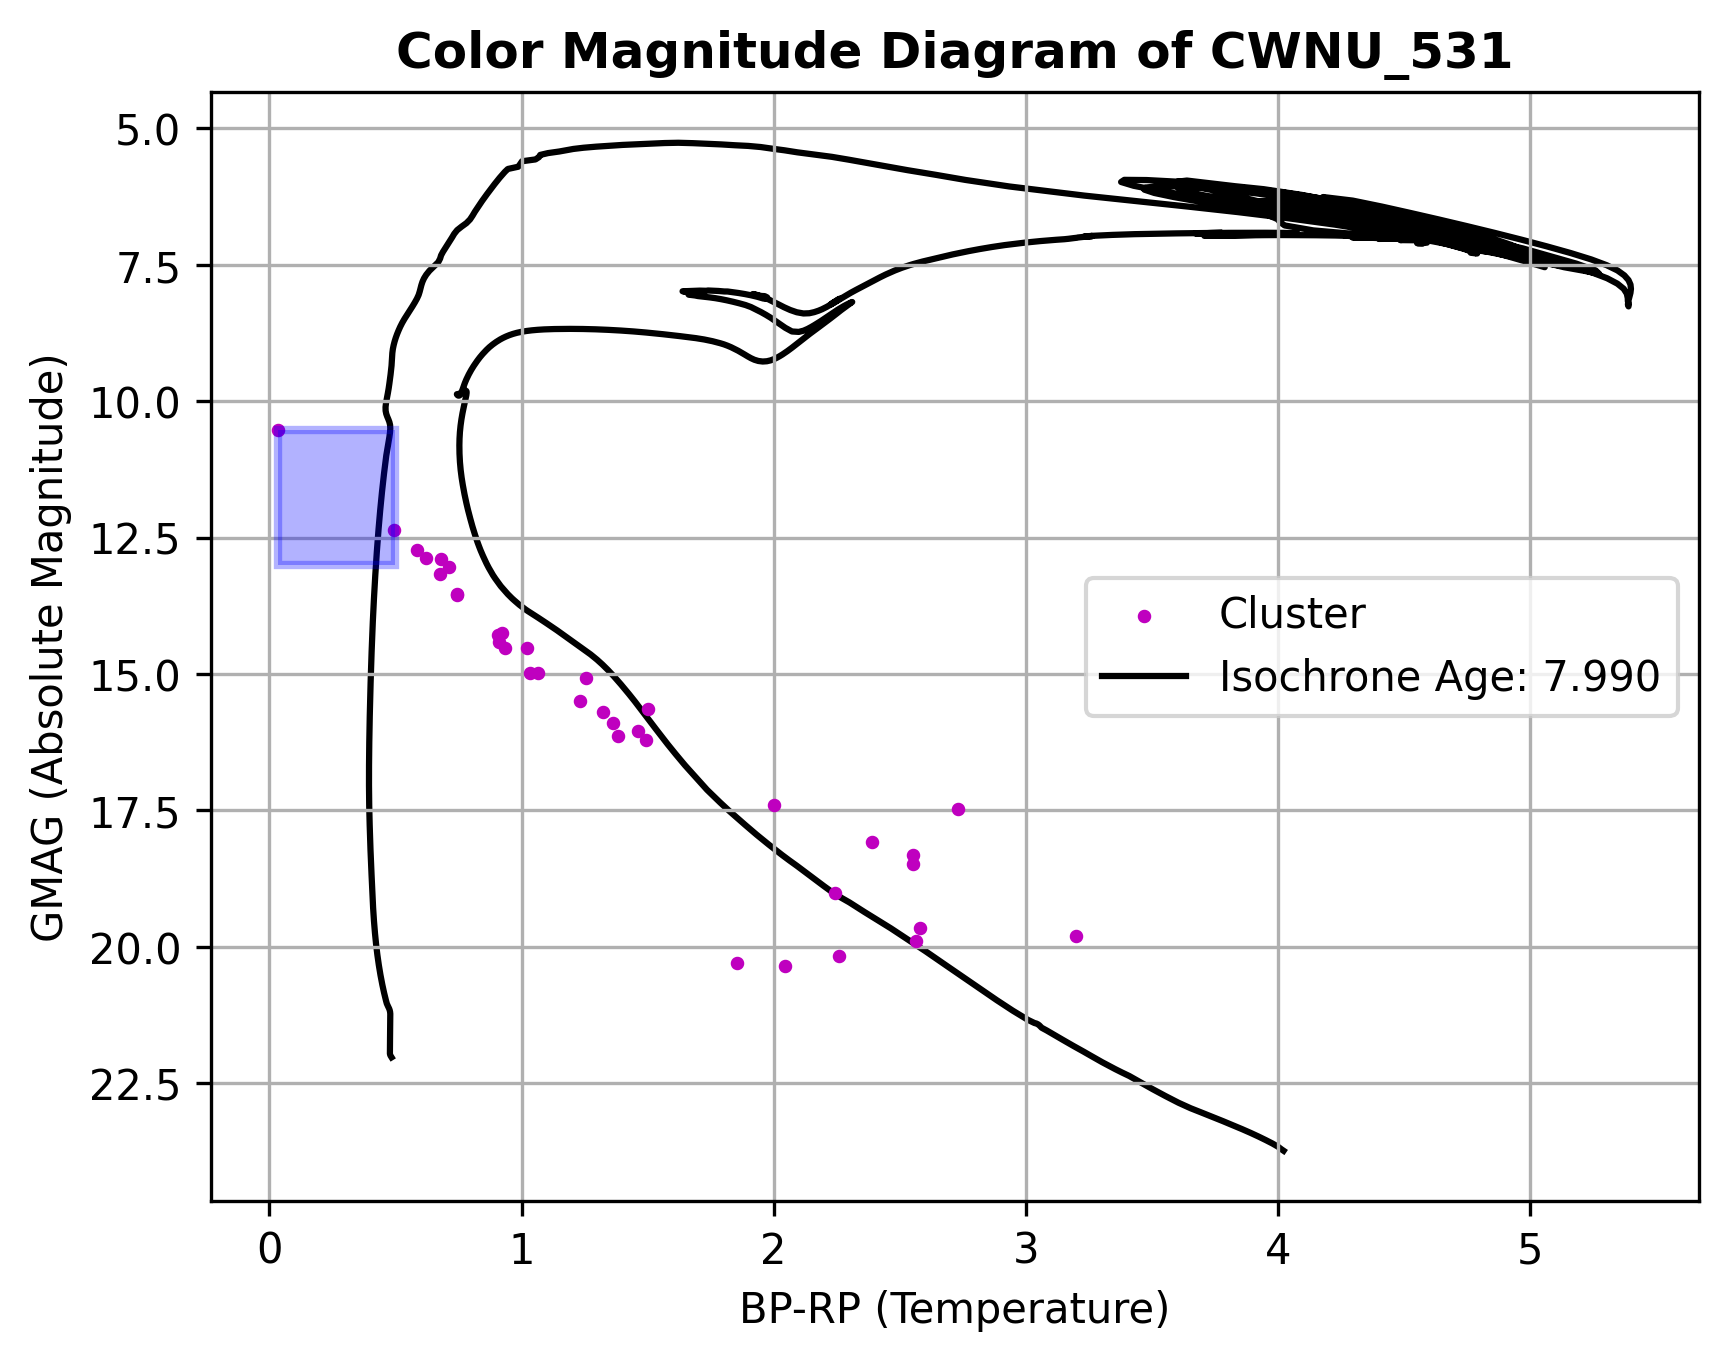 Color Magnitude Diagram of CWNU_531
GMAG (Absolute Magnitude)
5.0
7.5
10.0
12.5
15.0
17.5
20.0
22.5
Cluster
Isochrone Age: 7.990
0 1 2 3 4 5
BP-RP (Temperature)